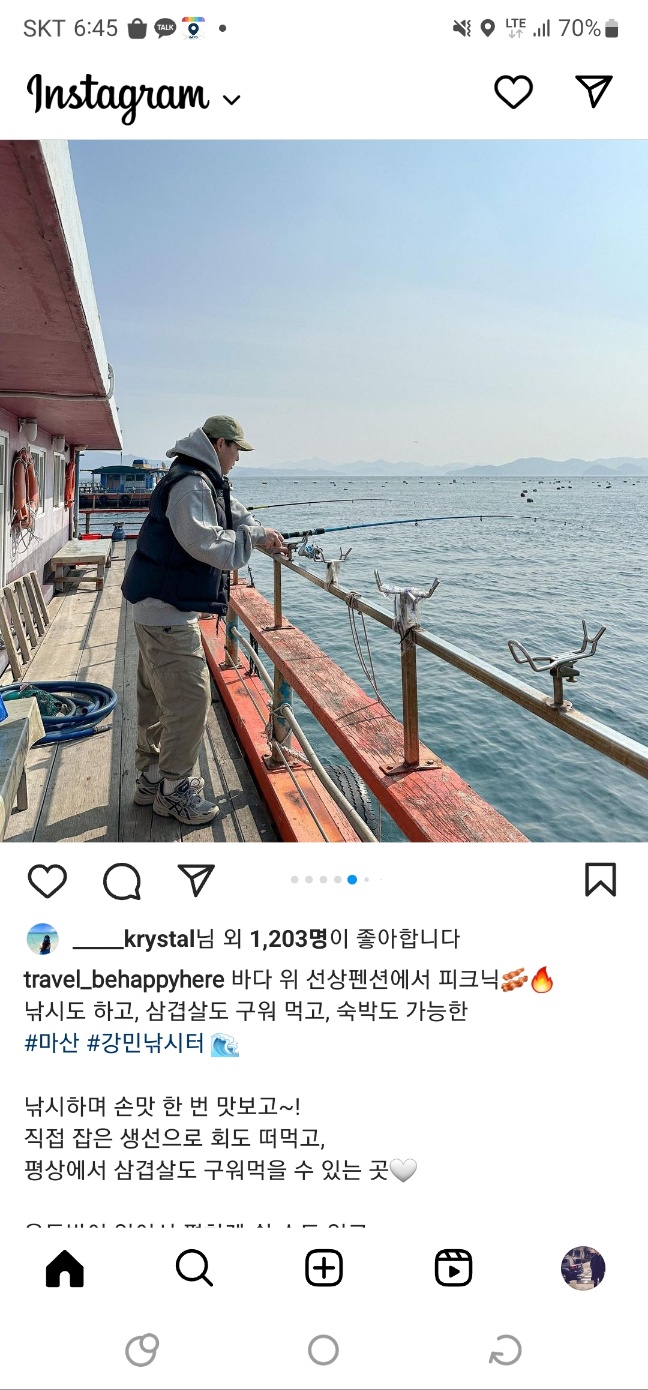 SKT 6:45 TALK LTE 70%
Instagram
_____krystal님 외 1,203명이 좋아합니다
travel_behappyhere 바다 위 선상펜션에서 피크닉🥓🔥
낚시도 하고, 삼겹살도 구워 먹고, 숙박도 가능한
#마산 #강민낚시터 🌊
낚시하며 손맛 한 번 맛보고~!
직접 잡은 생선으로 회도 떠먹고,
평상에서 삼겹살도 구워먹을 수 있는 곳🤍